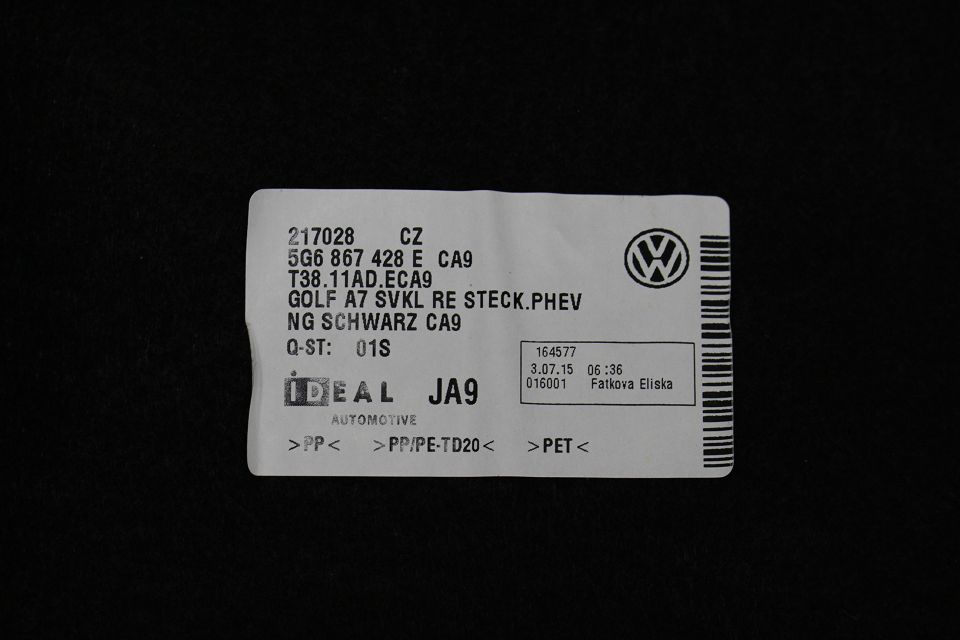 217028 CZ
5G6 867 428 E CA9
T38.11AD.ECA9
GOLF A7 SVKL RE STECK.PHEV
NG SCHWARZ CA9
Q-ST: 01S
164577
3.07.15 06:36
016001 Fatkova Eliska
iDEAL JA9
AUTOMOTIVE
>PP< >PP/PE-TD20< >PET<